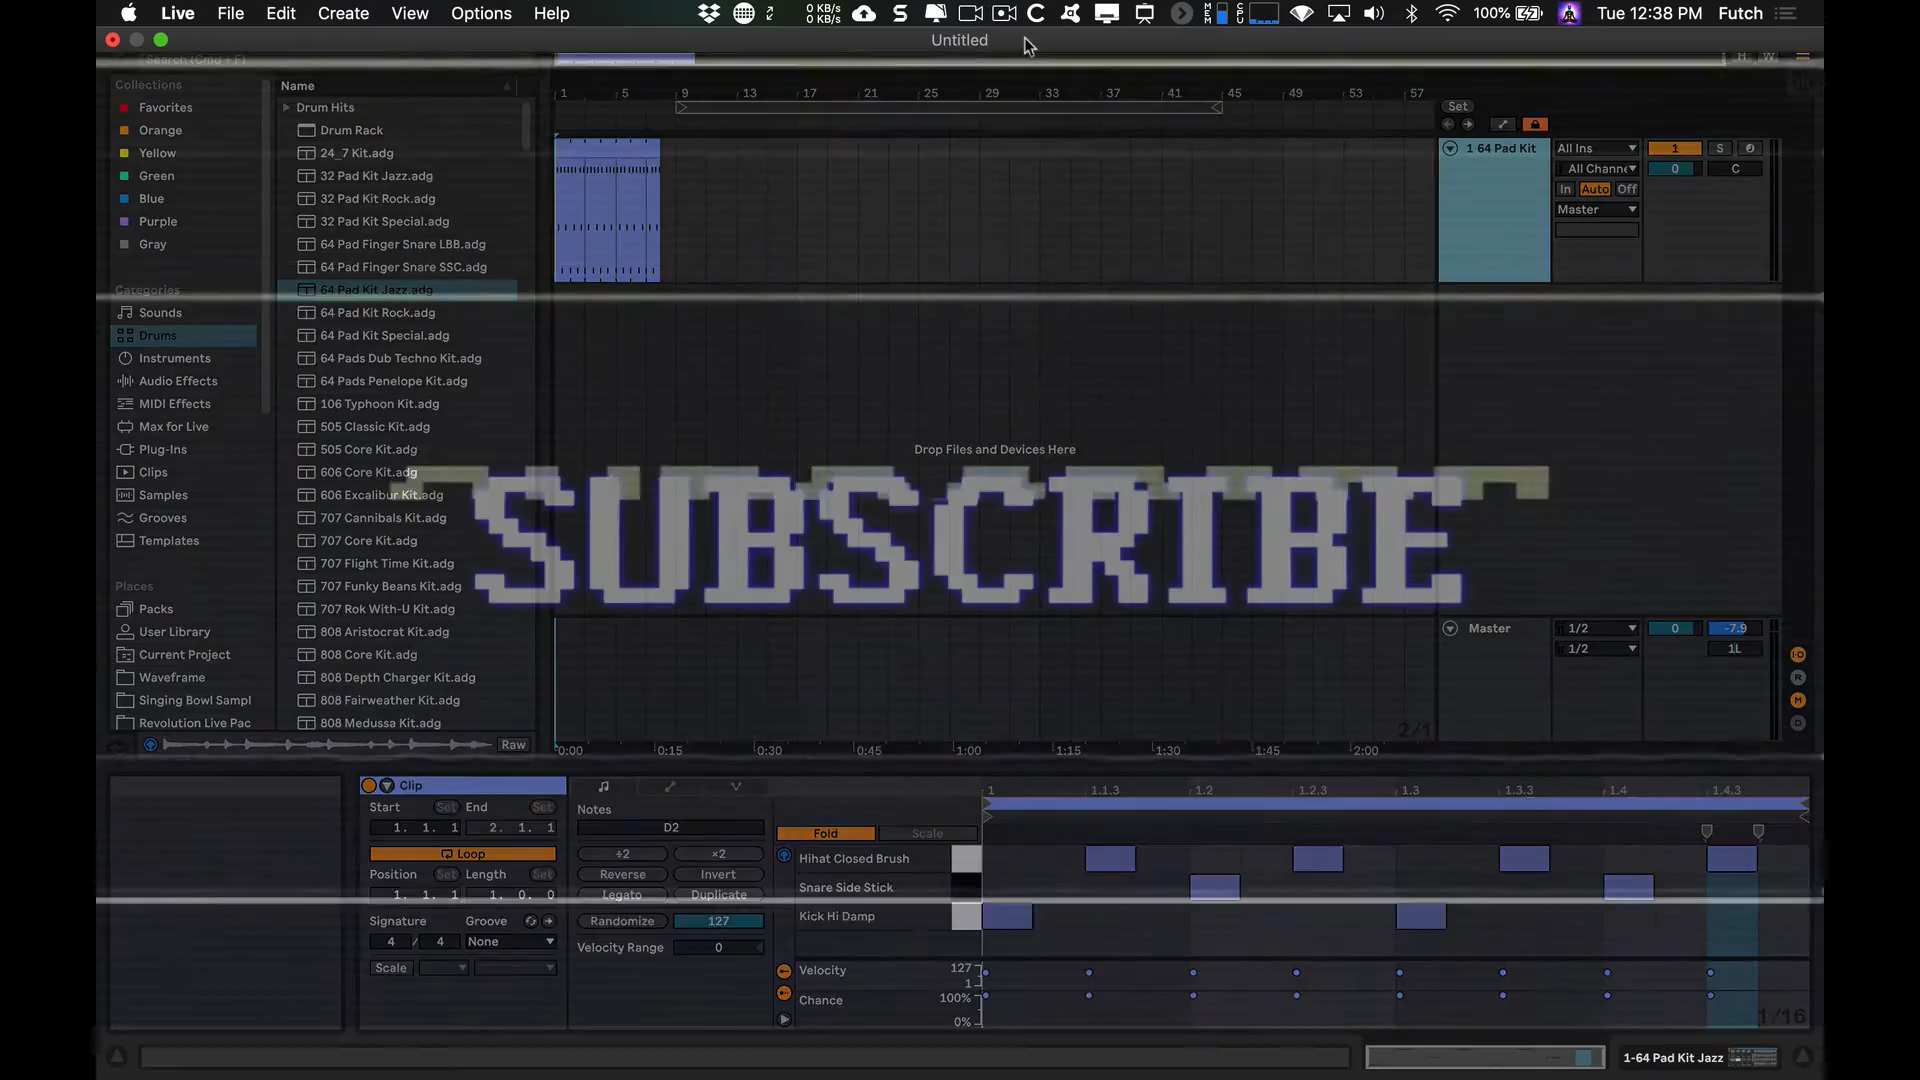 Live File Edit Create View Options Help
0 KB/s
0 KB/s
MEM
CPU
100%
Tue 12:38 PM Futch
Untitled
Search (Cmd + F)
H W
Collections
Favorites
Orange
Yellow
Green
Blue
Purple
Gray
Categories
Sounds
Drums
Instruments
Audio Effects
MIDI Effects
Max for Live
Plug-Ins
Clips
Samples
Grooves
Templates
Places
Packs
User Library
Current Project
Waveframe
Singing Bowl Sampl
Revolution Live Pac
Name
Drum Hits
Drum Rack
24_7 Kit.adg
32 Pad Kit Jazz.adg
32 Pad Kit Rock.adg
32 Pad Kit Special.adg
64 Pad Finger Snare LBB.adg
64 Pad Finger Snare SSC.adg
64 Pad Kit Jazz.adg
64 Pad Kit Rock.adg
64 Pad Kit Special.adg
64 Pads Dub Techno Kit.adg
64 Pads Penelope Kit.adg
106 Typhoon Kit.adg
505 Classic Kit.adg
505 Core Kit.adg
606 Core Kit.adg
606 Excalibur Kit.adg
707 Cannibals Kit.adg
707 Core Kit.adg
707 Flight Time Kit.adg
707 Funky Beans Kit.adg
707 Rok With-U Kit.adg
808 Aristocrat Kit.adg
808 Core Kit.adg
808 Depth Charger Kit.adg
808 Fairweather Kit.adg
808 Medussa Kit.adg
Raw
1 5 9 13 17 21 25 29 33 37 41 45 49 53 57
Set
1 64 Pad Kit
All Ins
All Channe
In Auto Off
Master
1 S
0 C
Drop Files and Devices Here
SUBSCRIBE
Master
1/2 0 -7.9
1/2 1L
I·O
R
M
D
2/1
0:00 0:15 0:30 0:45 1:00 1:15 1:30 1:45 2:00
Clip
Start Set End Set
1. 1. 1 2. 1. 1
Loop
Position Set Length Set
1. 1. 1 1. 0. 0
Signature Groove
4 / 4 None
Scale
Notes
D2
÷2 ×2
Reverse Invert
Legato Duplicate
Randomize 127
Velocity Range 0
Fold Scale
1 1.1.3 1.2 1.2.3 1.3 1.3.3 1.4 1.4.3
Hihat Closed Brush
Snare Side Stick
Kick Hi Damp
Velocity 127
1
Chance 100%
0%
1/16
1-64 Pad Kit Jazz